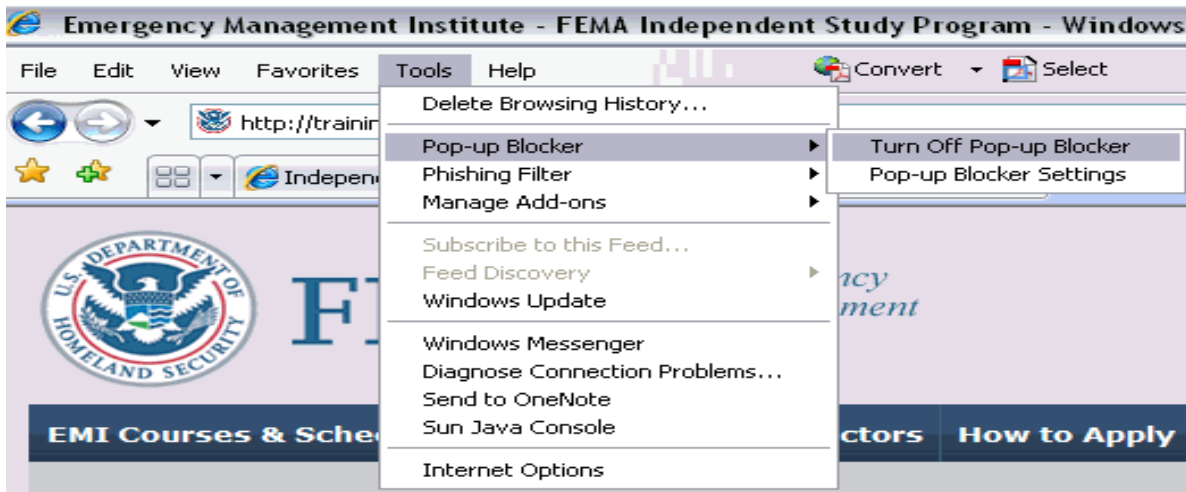 Emergency Management Institute - FEMA Independent Study Program - Windows
File Edit View Favorites Tools Help Convert Select
Delete Browsing History...
http://trainin
Pop-up Blocker Turn Off Pop-up Blocker
Indepen Phishing Filter Pop-up Blocker Settings
Manage Add-ons
Subscribe to this Feed...
Feed Discovery
Windows Update
Windows Messenger
Diagnose Connection Problems...
Send to OneNote
Sun Java Console
Internet Options
U.S. DEPARTMENT OF HOMELAND SECURITY
F
ncy
ment
EMI Courses & Sche ctors How to Apply